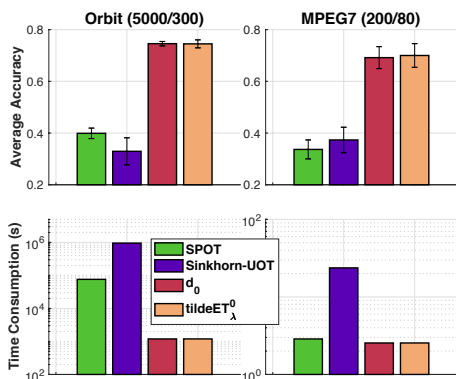 Orbit (5000/300)
MPEG7 (200/80)
Average Accuracy
0.8
0.6
0.4
0.2
0.8
0.6
0.4
0.2
Time Consumption (s)
10^6
10^4
10^2
10^2
10^0
SPOT
Sinkhorn-UOT
d_0
tildeET^0_λ